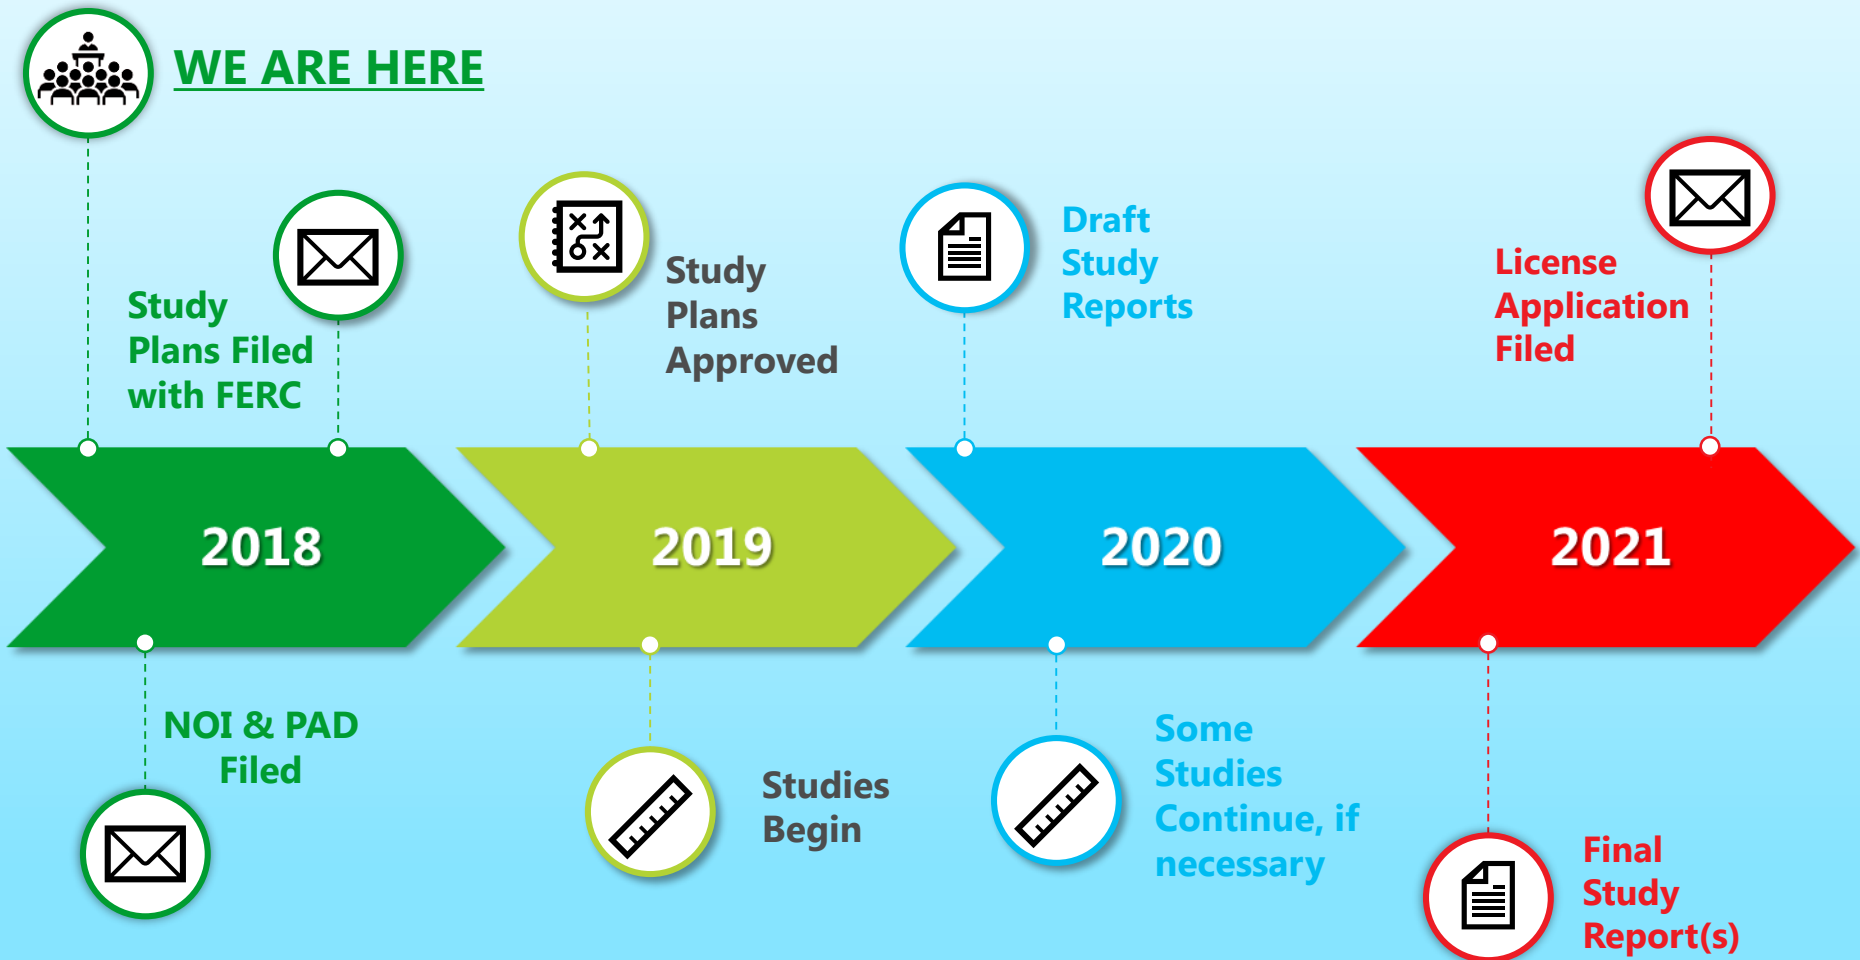 WE ARE HERE
Study
Plans Filed
with FERC
Study
Plans
Approved
Draft
Study
Reports
License
Application
Filed
2018
2019
2020
2021
NOI & PAD
Filed
Studies
Begin
Some
Studies
Continue, if
necessary
Final
Study
Report(s)